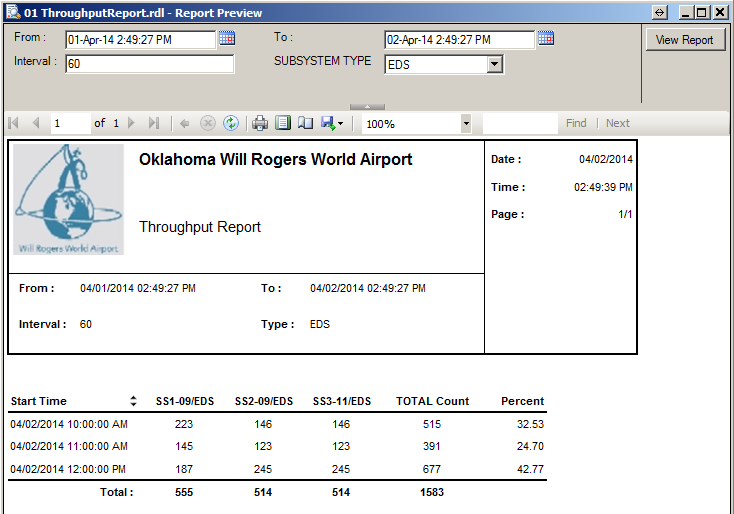 01 ThroughputReport.rdl - Report Preview
From : 01-Apr-14 2:49:27 PM To : 02-Apr-14 2:49:27 PM View Report
Interval : 60 SUBSYSTEM TYPE EDS
1 of 1 100% Find | Next
Oklahoma Will Rogers World Airport
Throughput Report
Will Rogers World Airport
Date : 04/02/2014
Time : 02:49:39 PM
Page : 1/1
From : 04/01/2014 02:49:27 PM To : 04/02/2014 02:49:27 PM
Interval : 60 Type : EDS
Start Time SS1-09/EDS SS2-09/EDS SS3-11/EDS TOTAL Count Percent
04/02/2014 10:00:00 AM 223 146 146 515 32.53
04/02/2014 11:00:00 AM 145 123 123 391 24.70
04/02/2014 12:00:00 PM 187 245 245 677 42.77
Total : 555 514 514 1583